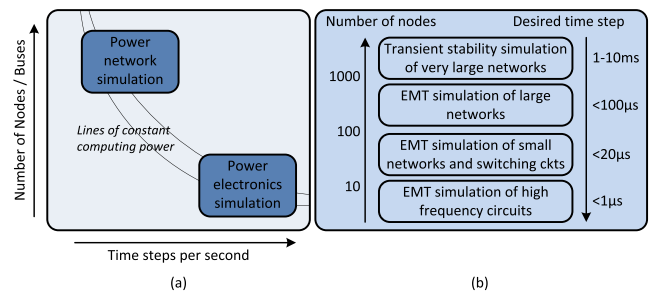 Number of Nodes / Buses
Power
network
simulation
Lines of constant
computing power
Power
electronics
simulation
Time steps per second
(a)
Number of nodes
Desired time step
Transient stability simulation
of very large networks
1-10ms
1000
EMT simulation of large
networks
<100µs
100
EMT simulation of small
networks and switching ckts
<20µs
10
EMT simulation of high
frequency circuits
<1µs
(b)